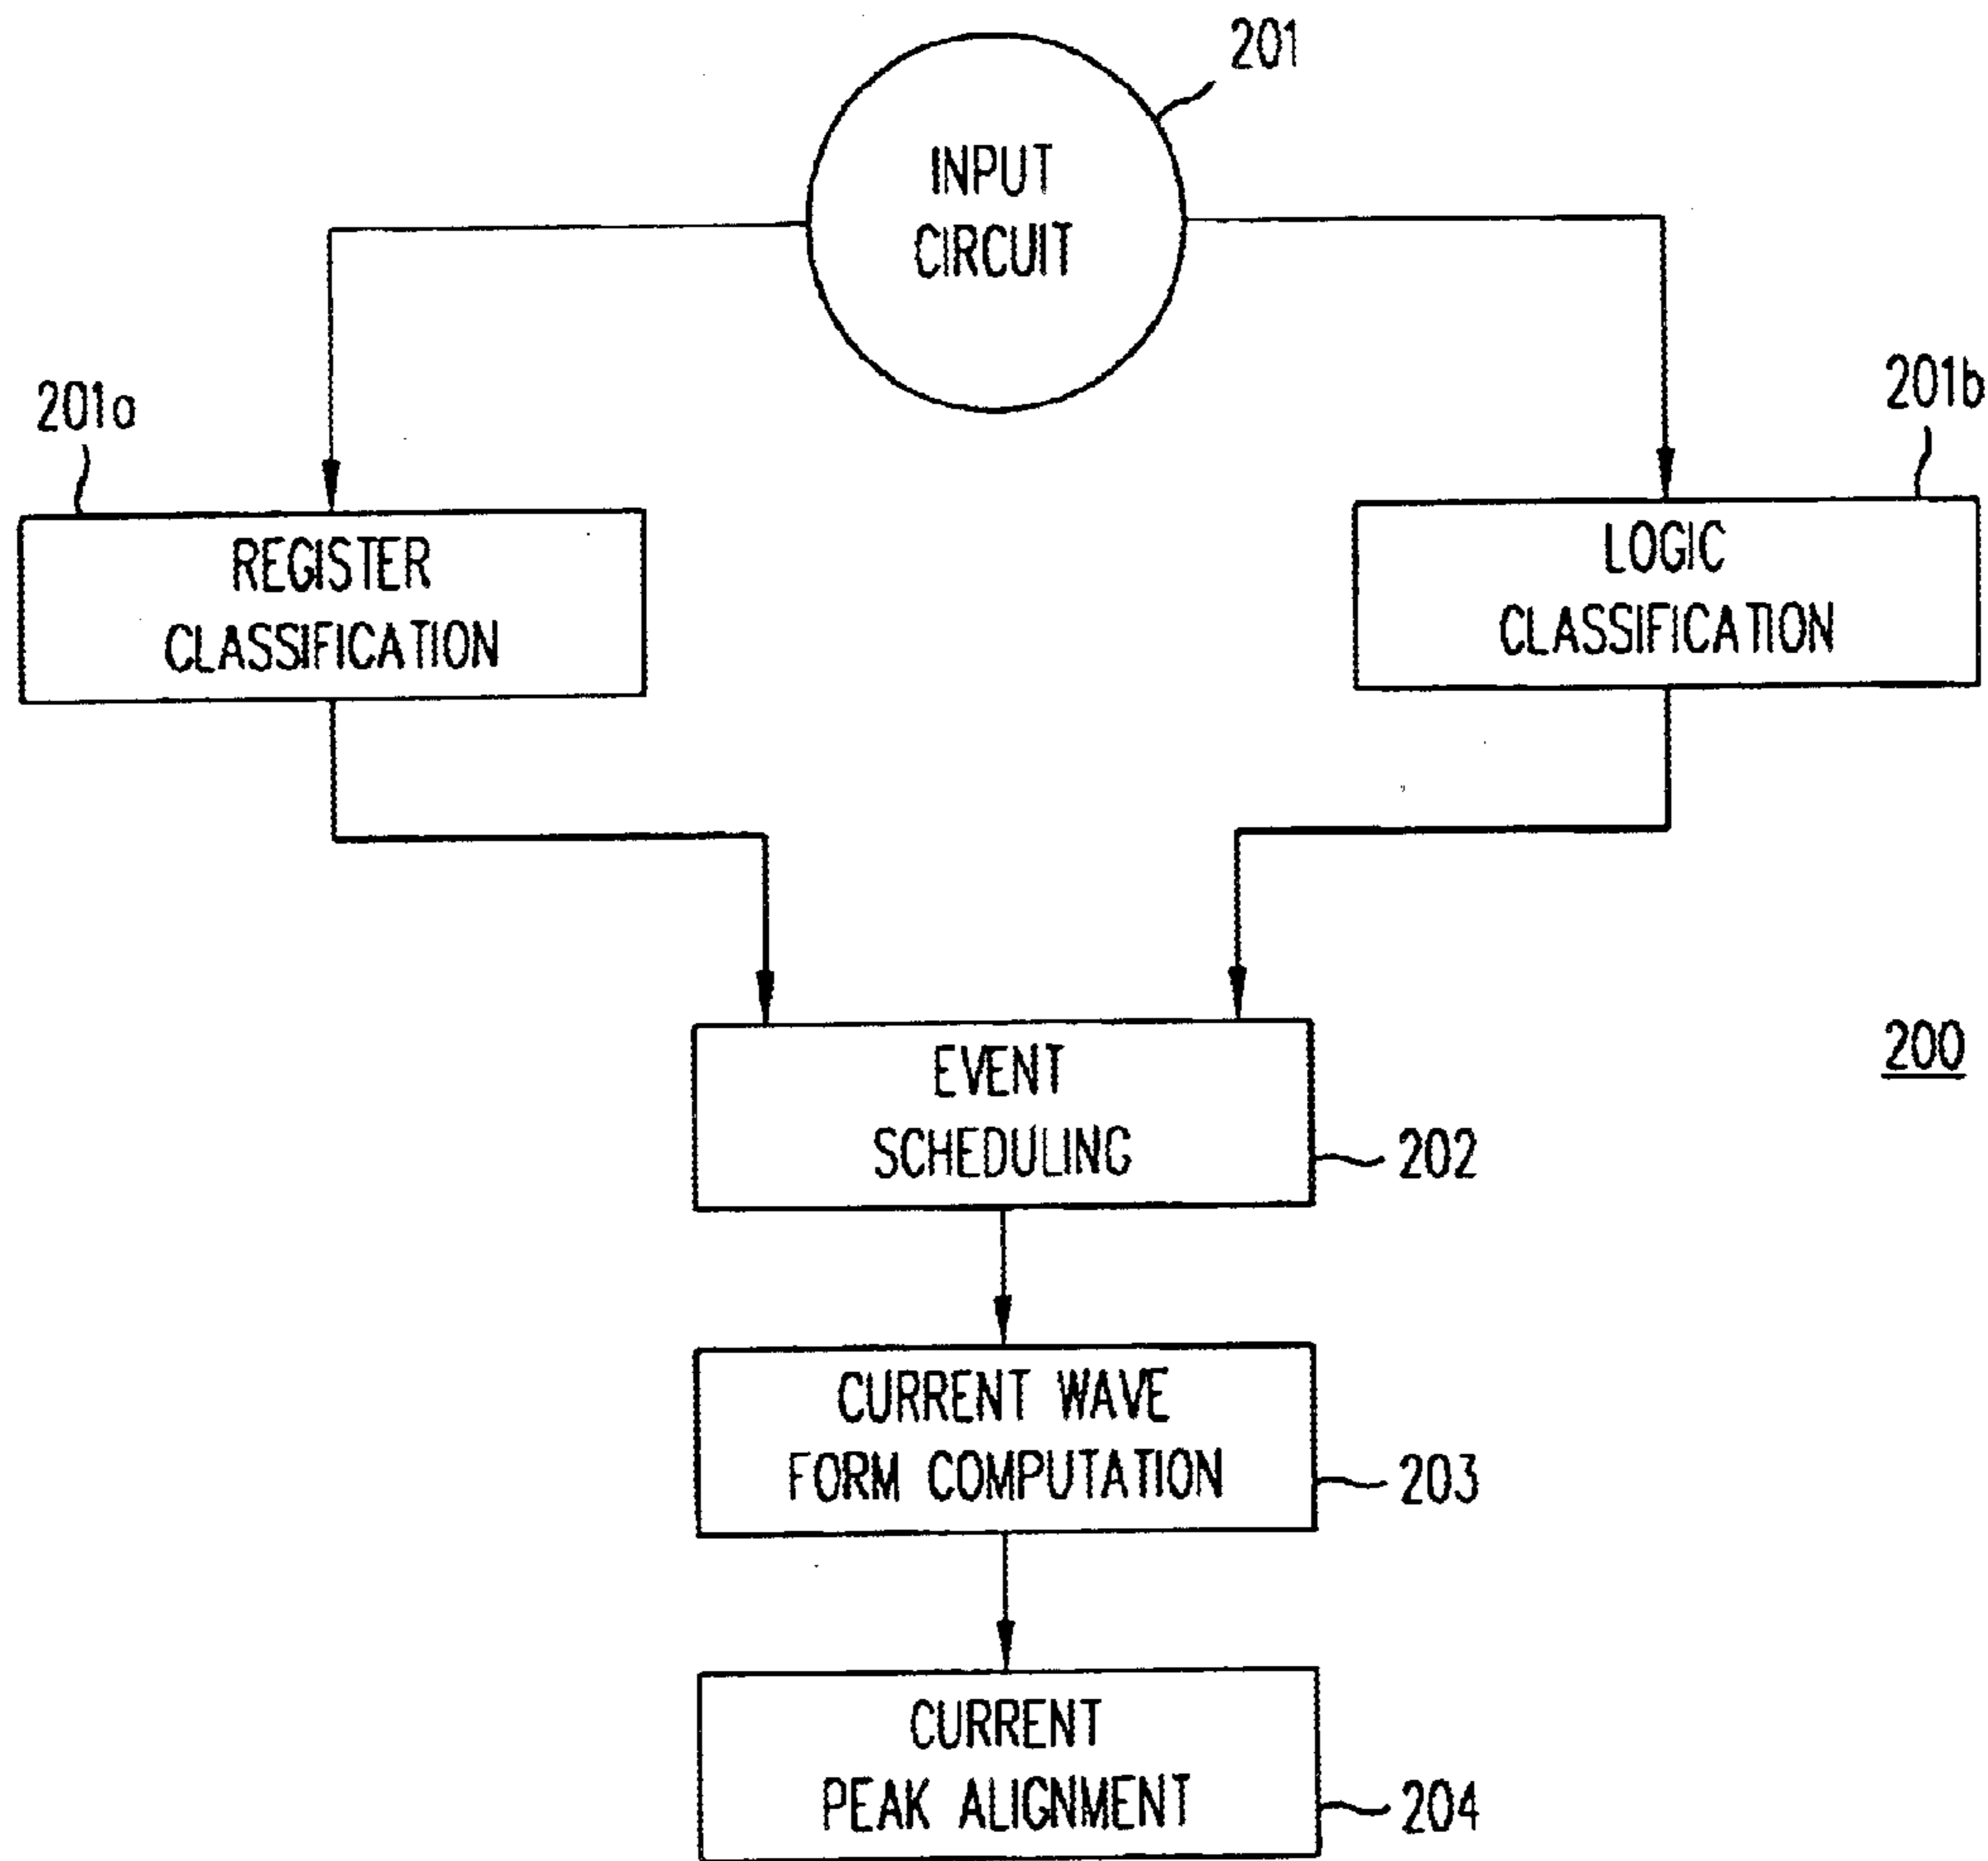 201
INPUT
CIRCUIT
201a
201b
REGISTER
CLASSIFICATION
LOGIC
CLASSIFICATION
EVENT
SCHEDULING
200
202
CURRENT WAVE
FORM COMPUTATION
203
CURRENT
PEAK ALIGNMENT
204